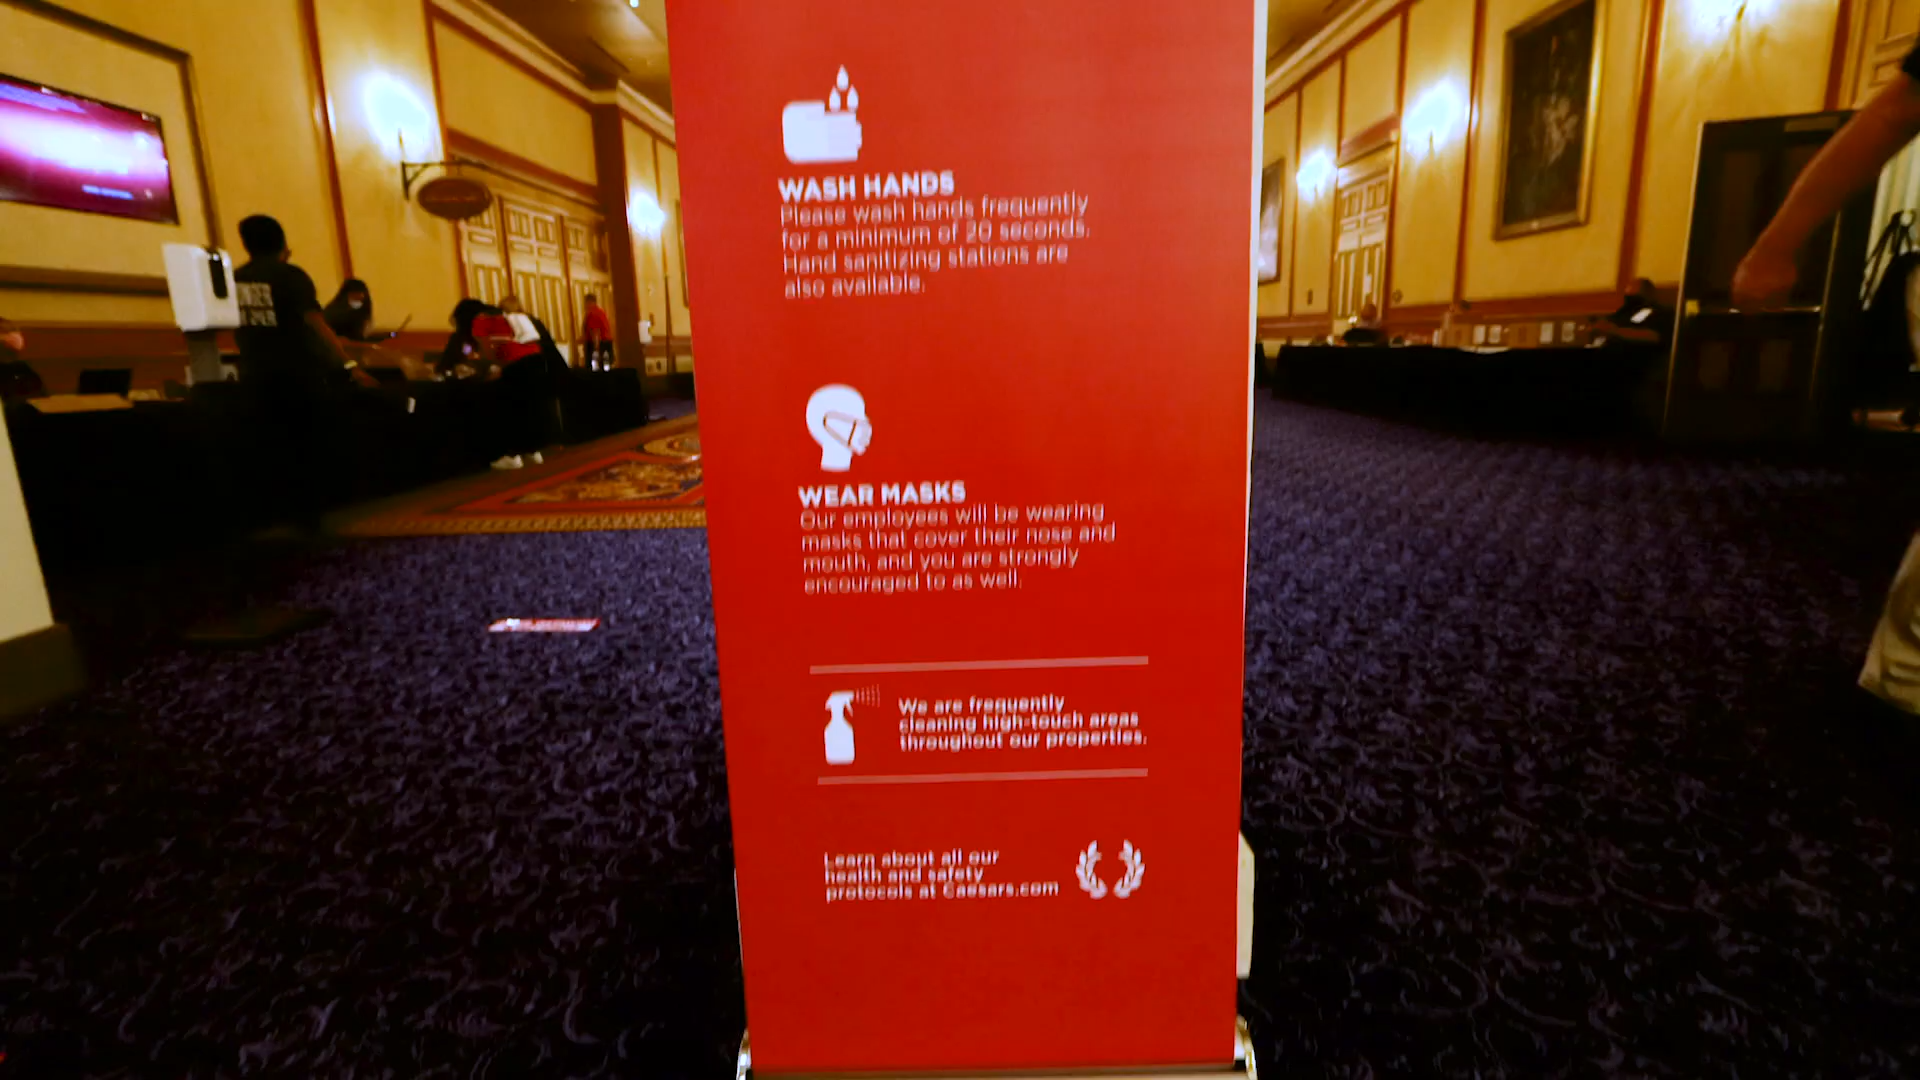 WASH HANDS
Please wash hands frequently
for a minimum of 20 seconds.
Hand sanitizing stations are
also available.
WEAR MASKS
Our employees will be wearing
masks that cover their nose and
mouth, and you are strongly
encouraged to as well.
We are frequently
cleaning high-touch areas
throughout our properties.
Learn about all our
health and safety
protocols at Caesars.com